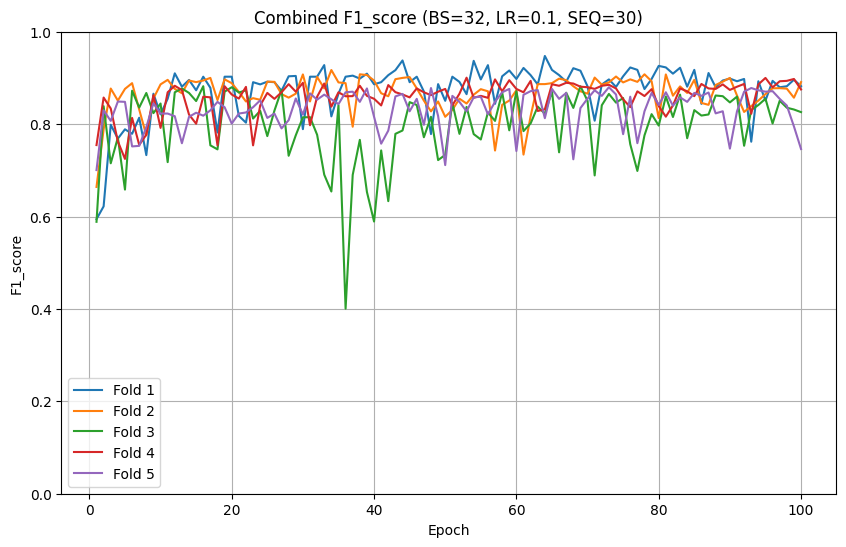 Combined F1_score (BS=32, LR=0.1, SEQ=30)
F1_score
1.0
0.8
0.6
0.4
0.2
0.0
Fold 1
Fold 2
Fold 3
Fold 4
Fold 5
0 20 40 60 80 100
Epoch